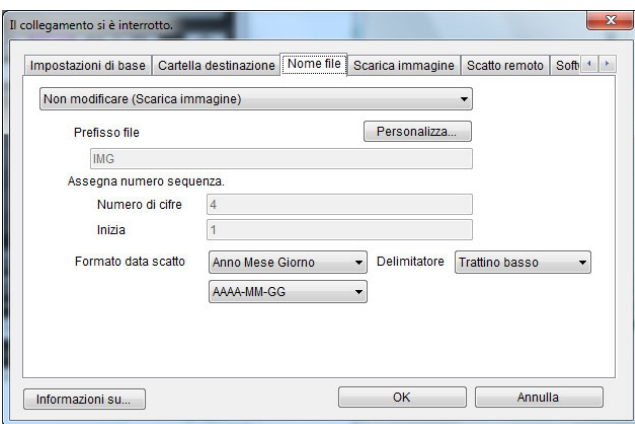 Il collegamento si è interrotto.
Impostazioni di base Cartella destinazione Nome file Scarica immagine Scatto remoto Soft
Non modificare (Scarica immagine)
Prefisso file Personalizza...
IMG
Assegna numero sequenza.
Numero di cifre 4
Inizia 1
Formato data scatto Anno Mese Giorno Delimitatore Trattino basso
AAAA-MM-GG
Informazioni su... OK Annulla